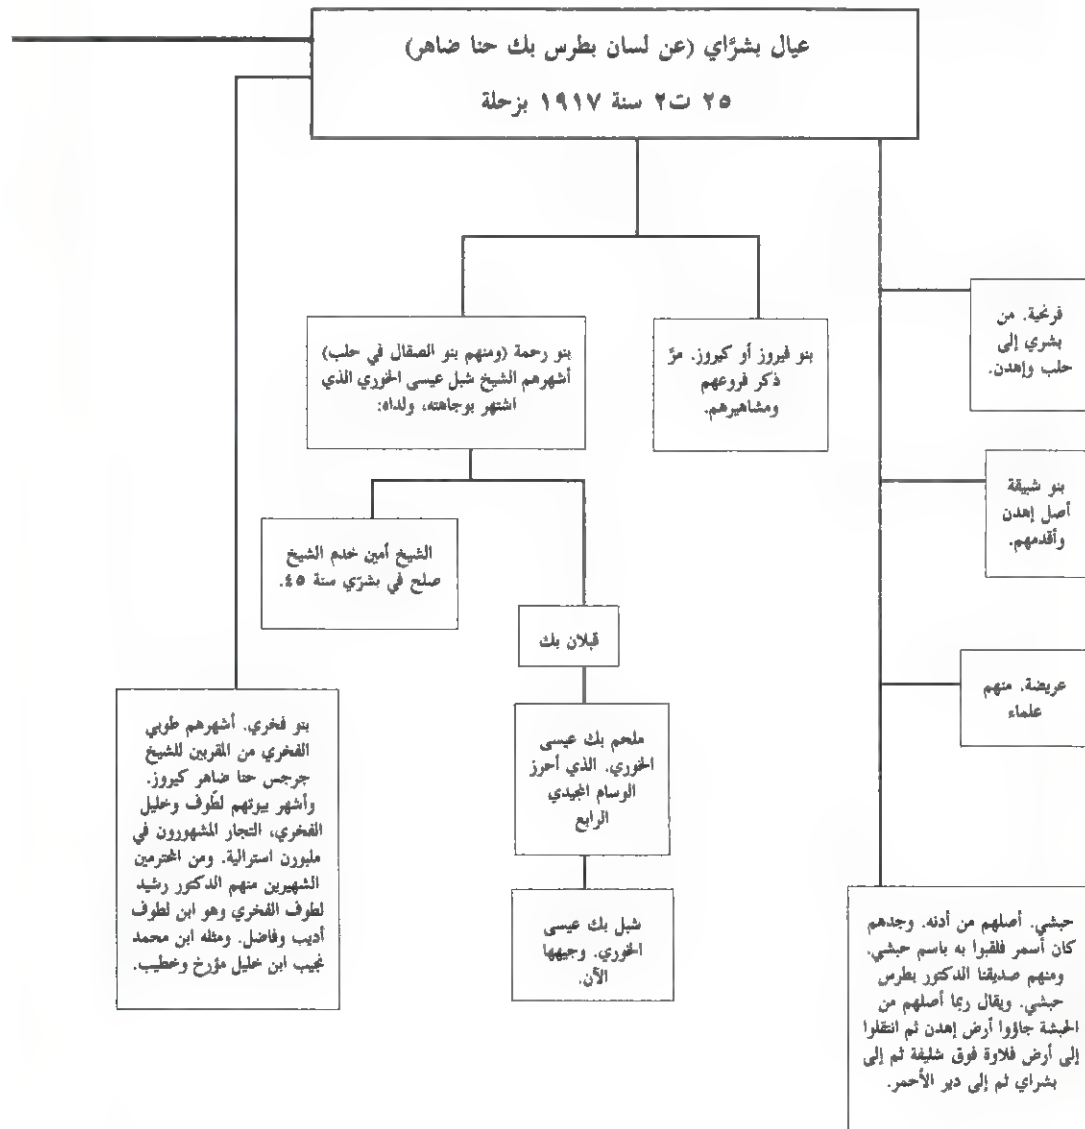 عيال بشرَّاي (عن لسان بطرس بك حنا ضاهر)
٢٥ ت٢ سنة ١٩١٧ بزحلة
فرنجية. من
بشري إلى
حلب وإهدن.
بنو فيروز أو كيروز. مرَّ
ذكر فروعهم
ومشاهيرهم.
بنو رحمة (ومنهم بنو الصقال في حلب)
أشهرهم الشيخ شبل عيسى الخوري الذي
اشتهر بوجاهته، ولداه:
بنو شبيقة
أصل إهدن
وأقدمهم.
الشيخ أمين خدم الشيخ
صلح في بشرّي سنة ٤٥.
قبلان بك
عريضة. منهم
علماء
ملحم بك عيسى
الخوري. الذي أحرز
الوسام المجيدي
الرابع
شبل بك عيسى
الخوري. وجيهها
الآن.
بنو فخري. أشهرهم طوبي
الفخري من المقربين للشيخ
جرجس حنا ضاهر كيروز.
وأشهر بيوتهم لطّوف وخليل
الفخري، التجار المشهورون في
ملبورن استرالية. ومن المحترمين
الشهيرين منهم الدكتور رشيد
لطوف الفخري وهو ابن لطوف
أديب وفاضل. ومثله ابن محمد
نجيب ابن خليل مؤرخ وخطيب.
حبشي. أصلهم من أدنه. وجدهم
كان أسمر فلقبوا به باسم حبشي.
ومنهم صديقنا الدكتور بطرس
حبشي. ويقال ربما أصلهم من
الحبشة جاؤوا أرض إهدن ثم انتقلوا
إلى أرض فلاوة فوق شليفة ثم إلى
بشراي ثم إلى دير الأحمر.